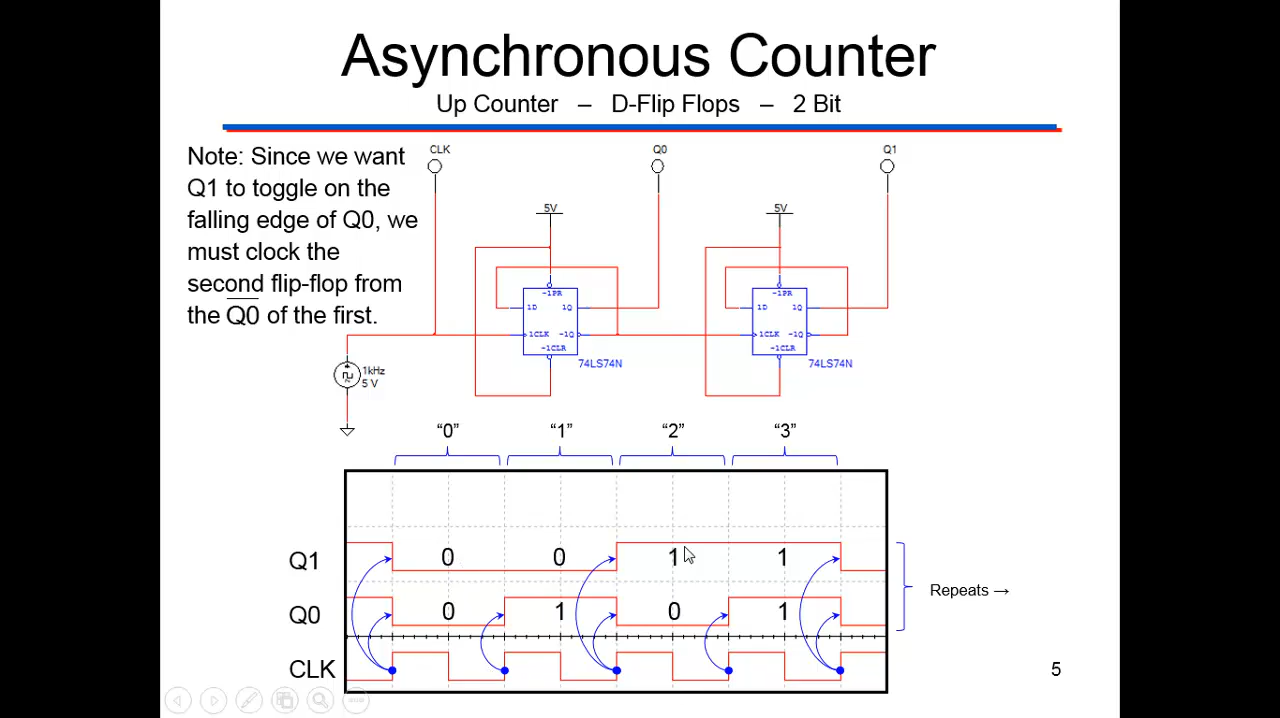 Asynchronous Counter
Up Counter – D-Flip Flops – 2 Bit
Note: Since we want
Q1 to toggle on the
falling edge of Q0, we
must clock the
second flip-flop from
the Q̅0̅ of the first.
CLK
Q0
Q1
5V
5V
~1PR
1D 1Q
1CLK ~1Q
~1CLR
74LS74N
~1PR
1D 1Q
1CLK ~1Q
~1CLR
74LS74N
1kHz
5 V
“0” “1” “2” “3”
Q1 0 0 1 1
Q0 0 1 0 1
CLK
Repeats →
5